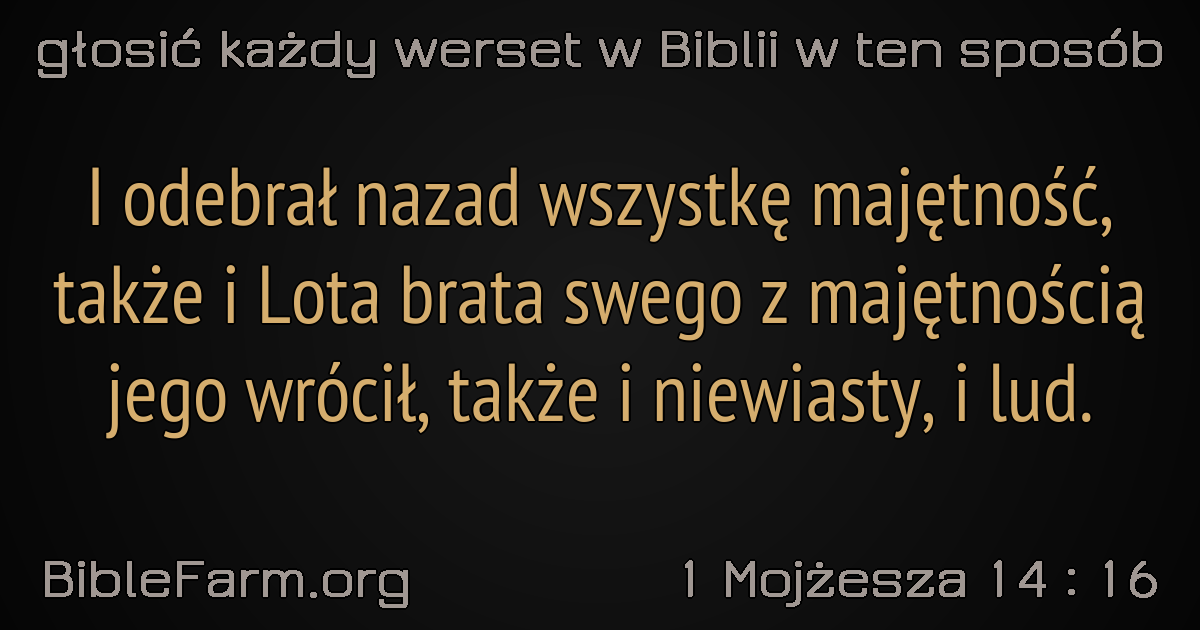 głosić każdy werset w Biblii w ten sposób
I odebrał nazad wszystkę majętność,
także i Lota brata swego z majętnością
jego wrócił, także i niewiasty, i lud.
BibleFarm.org
1 Mojżesza 14 : 16